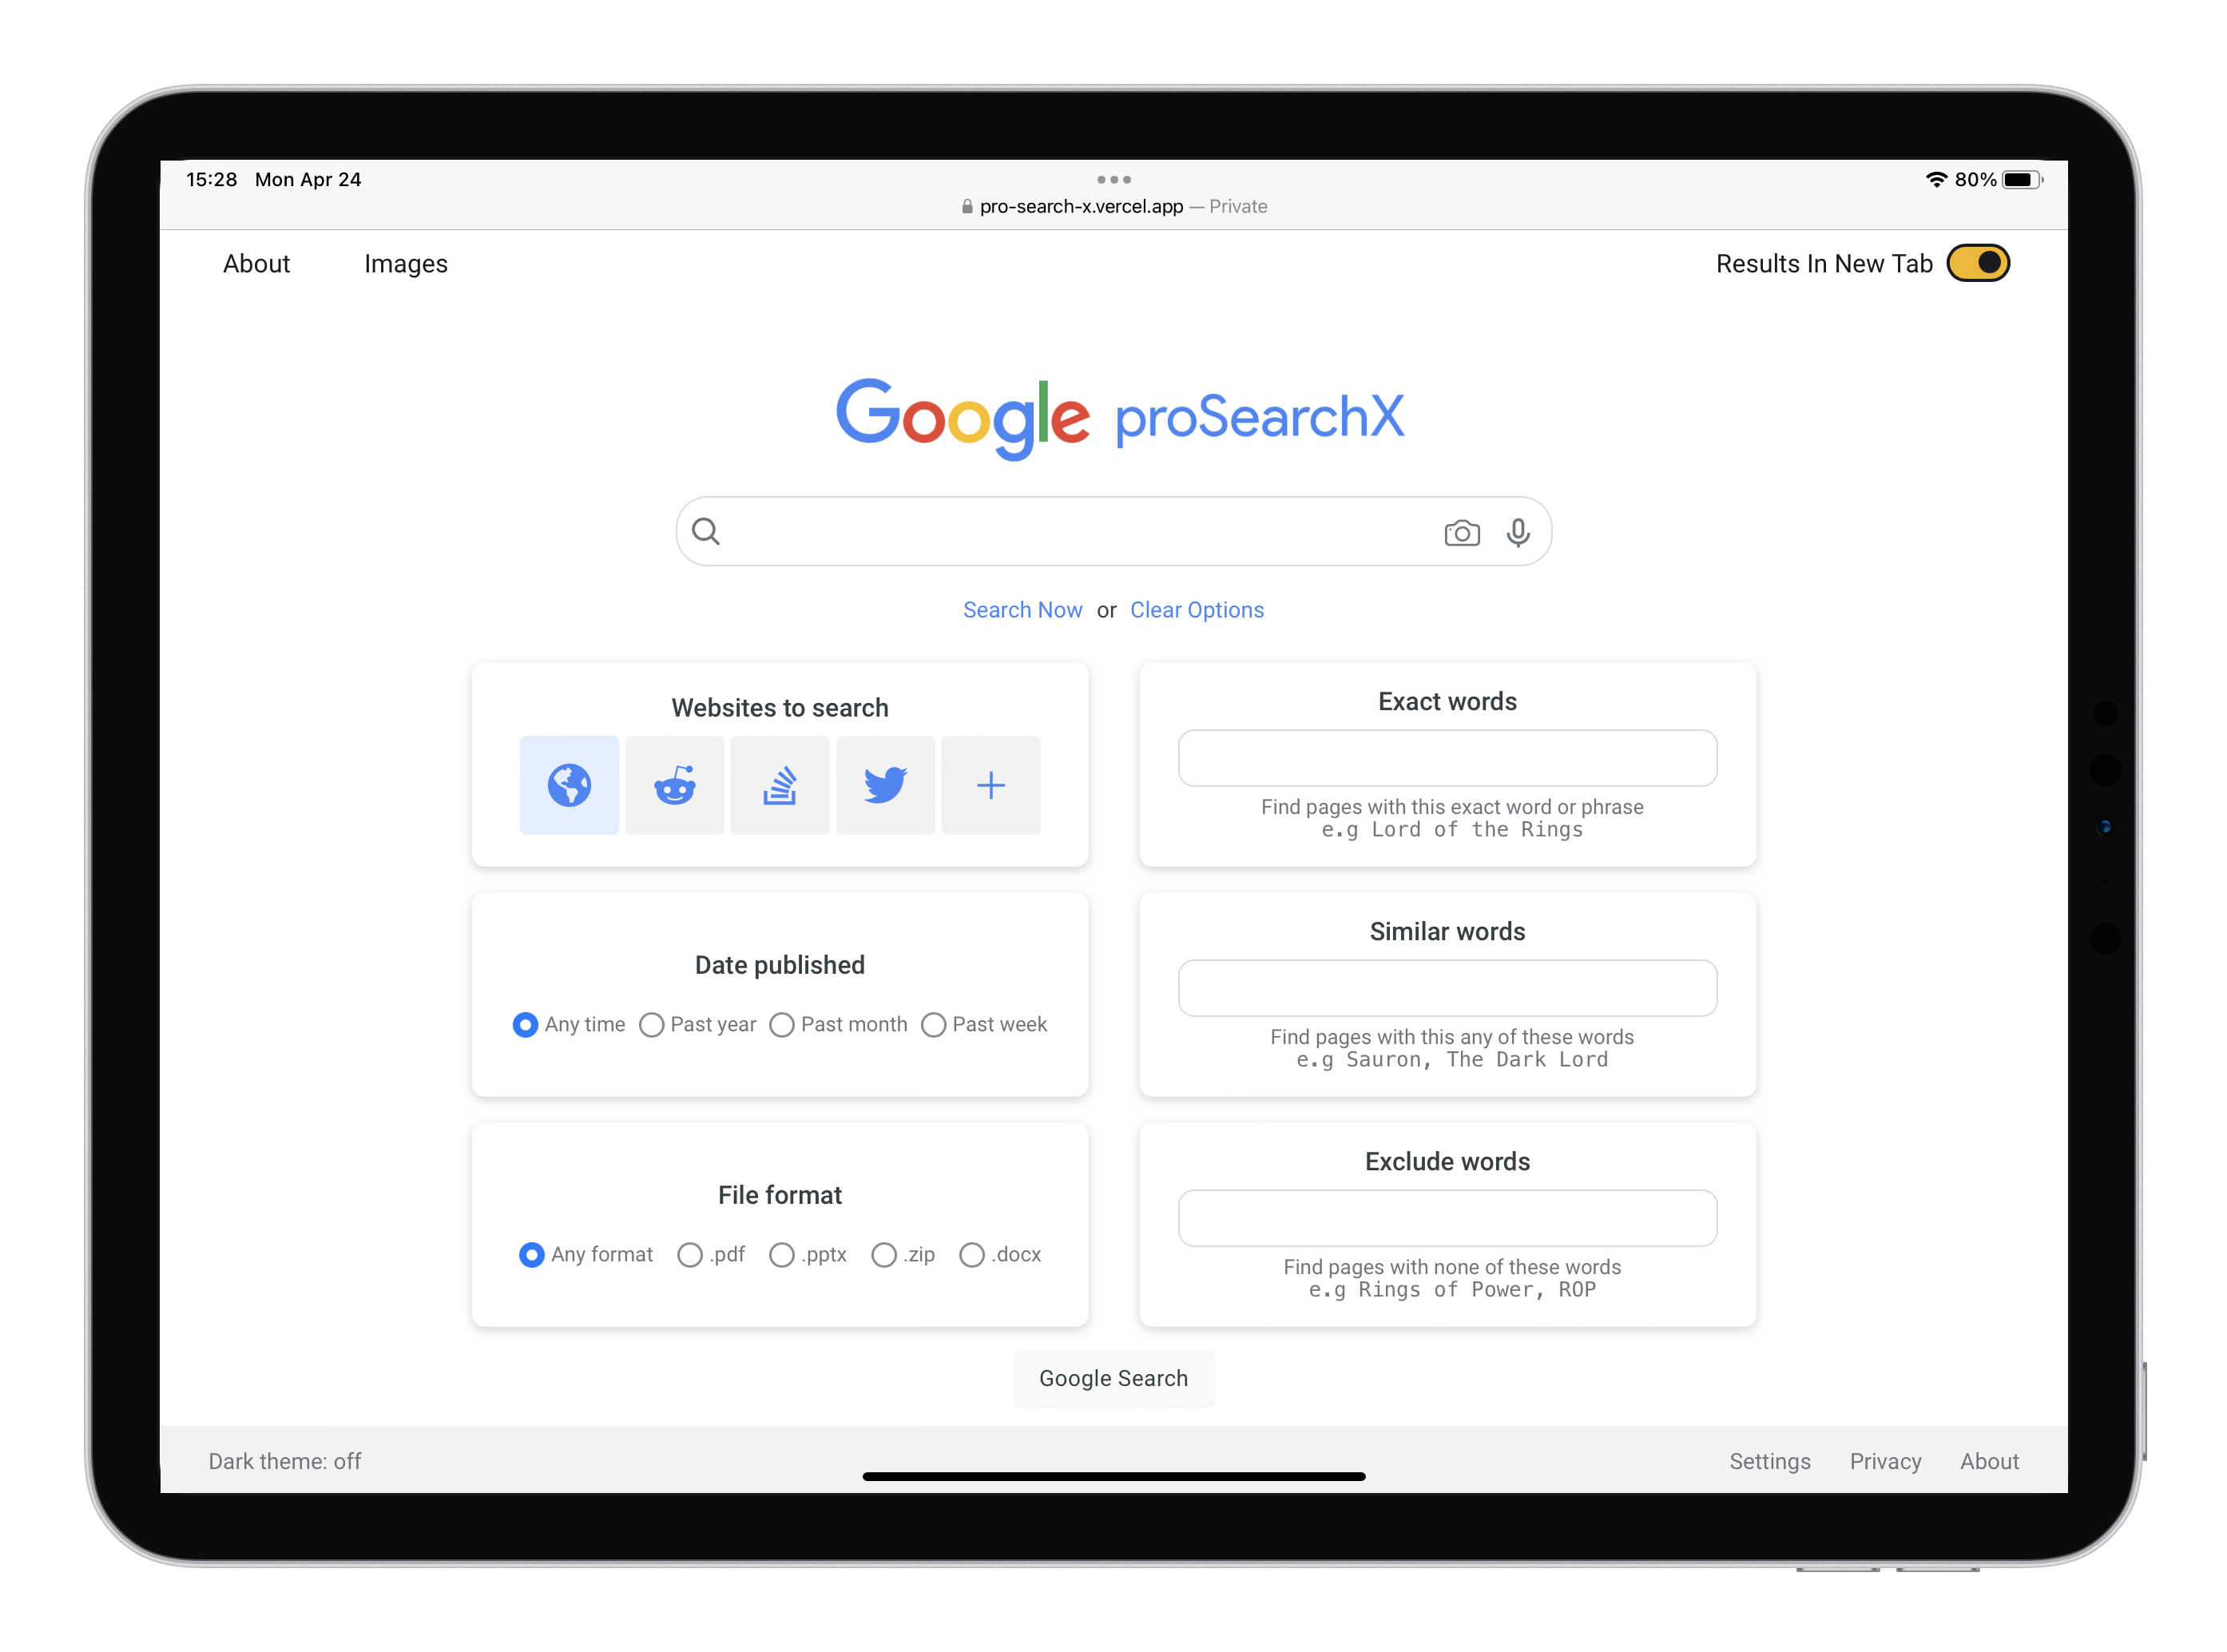 15:28 Mon Apr 24
80%
pro-search-x.vercel.app — Private
About Images Results In New Tab
Google proSearchX
Search Now or Clear Options
Websites to search
Exact words
Find pages with this exact word or phrase
e.g Lord of the Rings
Date published
Any time Past year Past month Past week
Similar words
Find pages with this any of these words
e.g Sauron, The Dark Lord
File format
Any format .pdf .pptx .zip .docx
Exclude words
Find pages with none of these words
e.g Rings of Power, ROP
Google Search
Dark theme: off Settings Privacy About